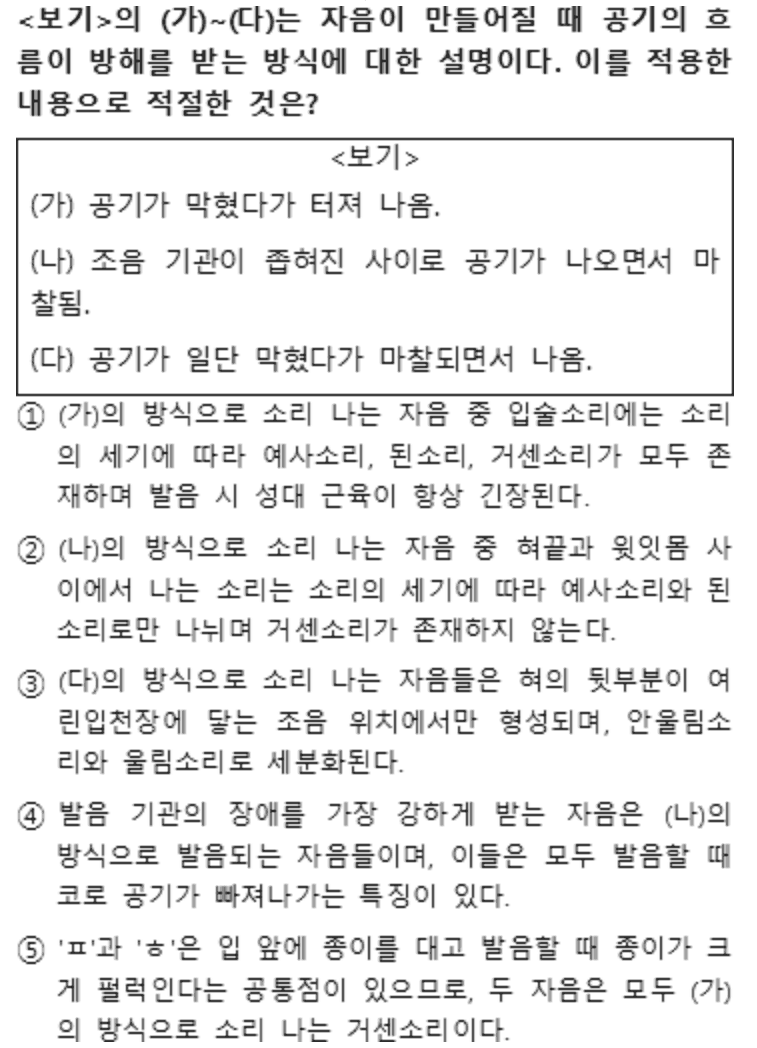 <보기>의 (가)~(다)는 자음이 만들어질 때 공기의 흐
름이 방해를 받는 방식에 대한 설명이다. 이를 적용한
내용으로 적절한 것은?
<보기>
(가) 공기가 막혔다가 터져 나옴.
(나) 조음 기관이 좁혀진 사이로 공기가 나오면서 마
찰됨.
(다) 공기가 일단 막혔다가 마찰되면서 나옴.
① (가)의 방식으로 소리 나는 자음 중 입술소리에는 소리
의 세기에 따라 예사소리, 된소리, 거센소리가 모두 존
재하며 발음 시 성대 근육이 항상 긴장된다.
② (나)의 방식으로 소리 나는 자음 중 혀끝과 윗잇몸 사
이에서 나는 소리는 소리의 세기에 따라 예사소리와 된
소리로만 나뉘며 거센소리가 존재하지 않는다.
③ (다)의 방식으로 소리 나는 자음들은 혀의 뒷부분이 여
린입천장에 닿는 조음 위치에서만 형성되며, 안울림소
리와 울림소리로 세분화된다.
④ 발음 기관의 장애를 가장 강하게 받는 자음은 (나)의
방식으로 발음되는 자음들이며, 이들은 모두 발음할 때
코로 공기가 빠져나가는 특징이 있다.
⑤ 'ㅍ'과 'ㅎ'은 입 앞에 종이를 대고 발음할 때 종이가 크
게 펄럭인다는 공통점이 있으므로, 두 자음은 모두 (가)
의 방식으로 소리 나는 거센소리이다.